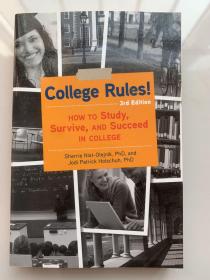 College Rules!
3rd Edition
HOW TO Study,
Survive, AND Succeed
IN COLLEGE
Sherrie Nist-Olejnik, PhD, AND
Jodi Patrick Holschuh, PhD